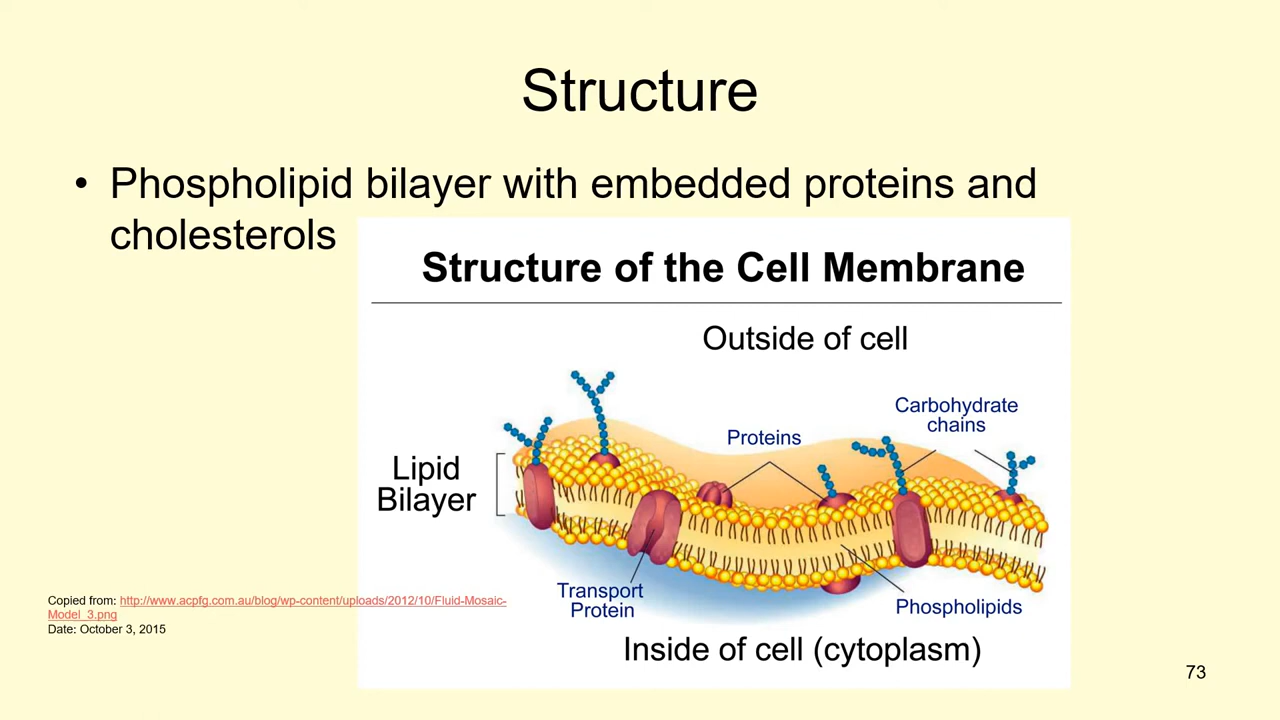 Structure
• Phospholipid bilayer with embedded proteins and
cholesterols
Structure of the Cell Membrane
Outside of cell
Carbohydrate
chains
Proteins
Lipid
Bilayer
Transport
Protein
Phospholipids
Inside of cell (cytoplasm)
Copied from: http://www.acpfg.com.au/blog/wp-content/uploads/2012/10/Fluid-Mosaic-
Model_3.png
Date: October 3, 2015
73